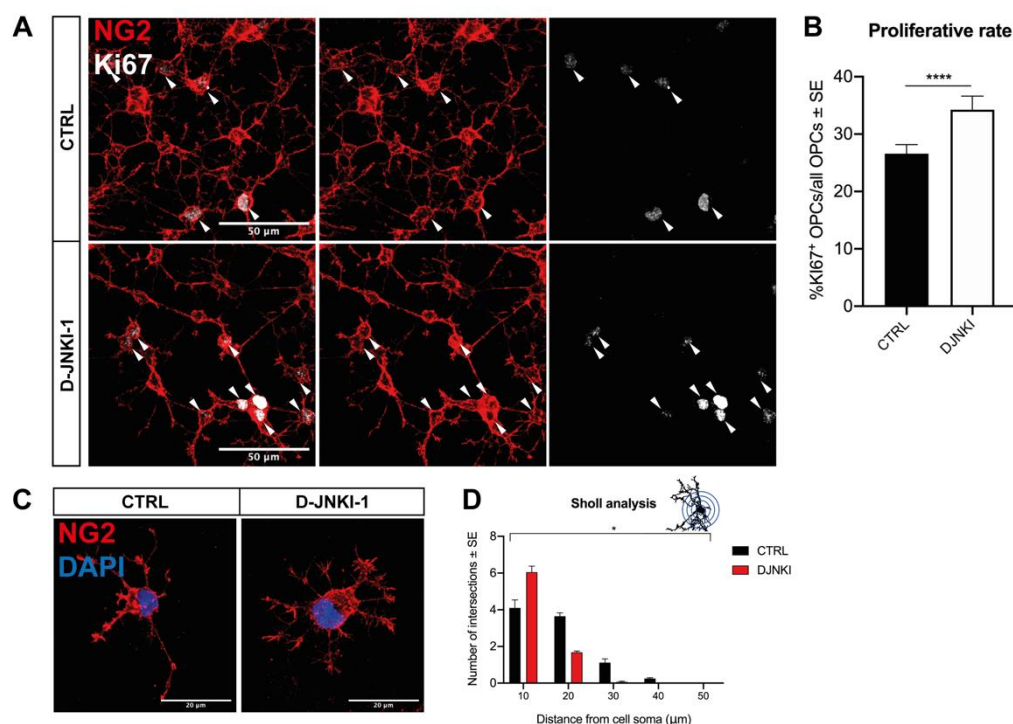 A
NG2
Ki67
CTRL
50 µm
D-JNKI-1
50 µm
B
Proliferative rate
****
%KI67+ OPCs/all OPCs ± SE
40
30
20
10
0
CTRL
DJNKI
C
CTRL
D-JNKI-1
NG2
DAPI
20 µm
20 µm
D
Sholl analysis
*
CTRL
DJNKI
Number of intersections ± SE
8
6
4
2
0
10
20
30
40
50
Distance from cell soma (µm)